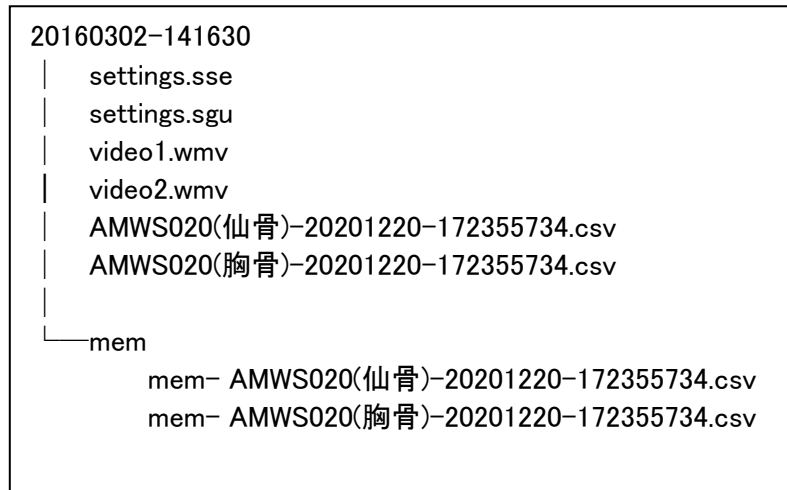 20160302-141630
│ settings.sse
│ settings.sgu
│ video1.wmv
│ video2.wmv
│ AMWS020(仙骨)-20201220-172355734.csv
│ AMWS020(胸骨)-20201220-172355734.csv
│
└─mem
mem- AMWS020(仙骨)-20201220-172355734.csv
mem- AMWS020(胸骨)-20201220-172355734.csv